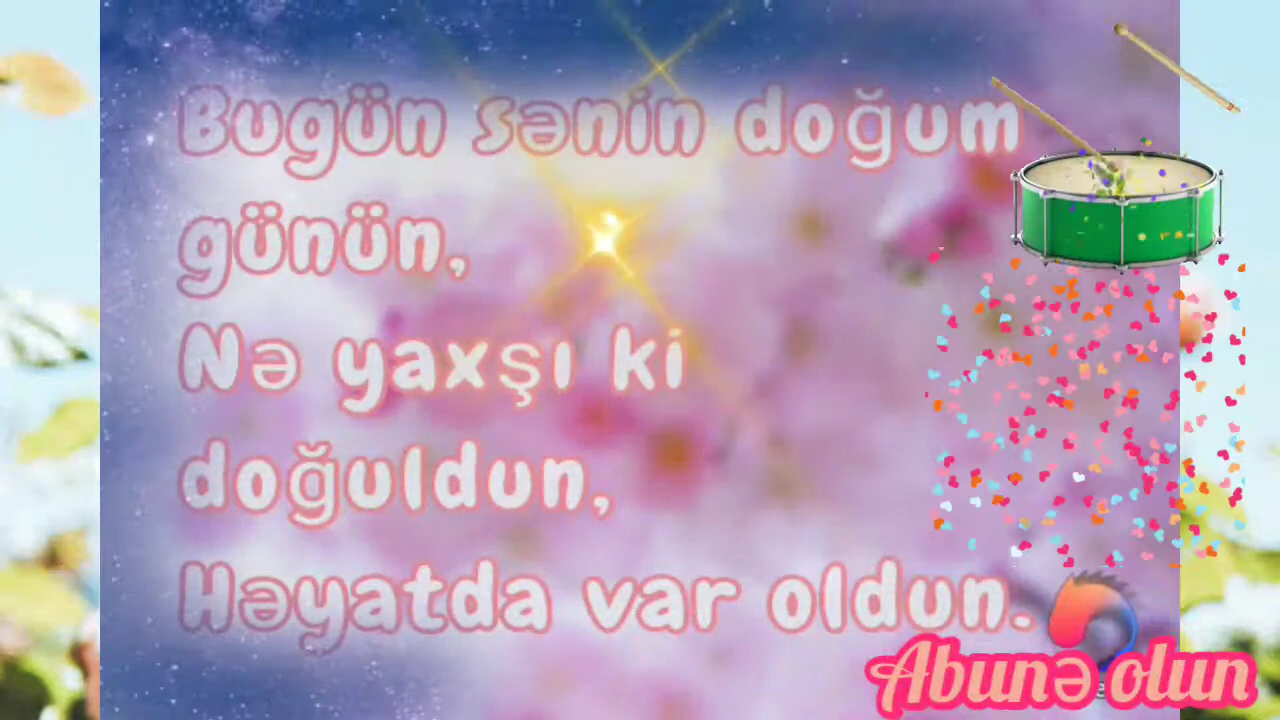 Bugün sənin doğum
günün,
Nə yaxşı ki
doğuldun,
Həyatda var oldun.
Abunə olun